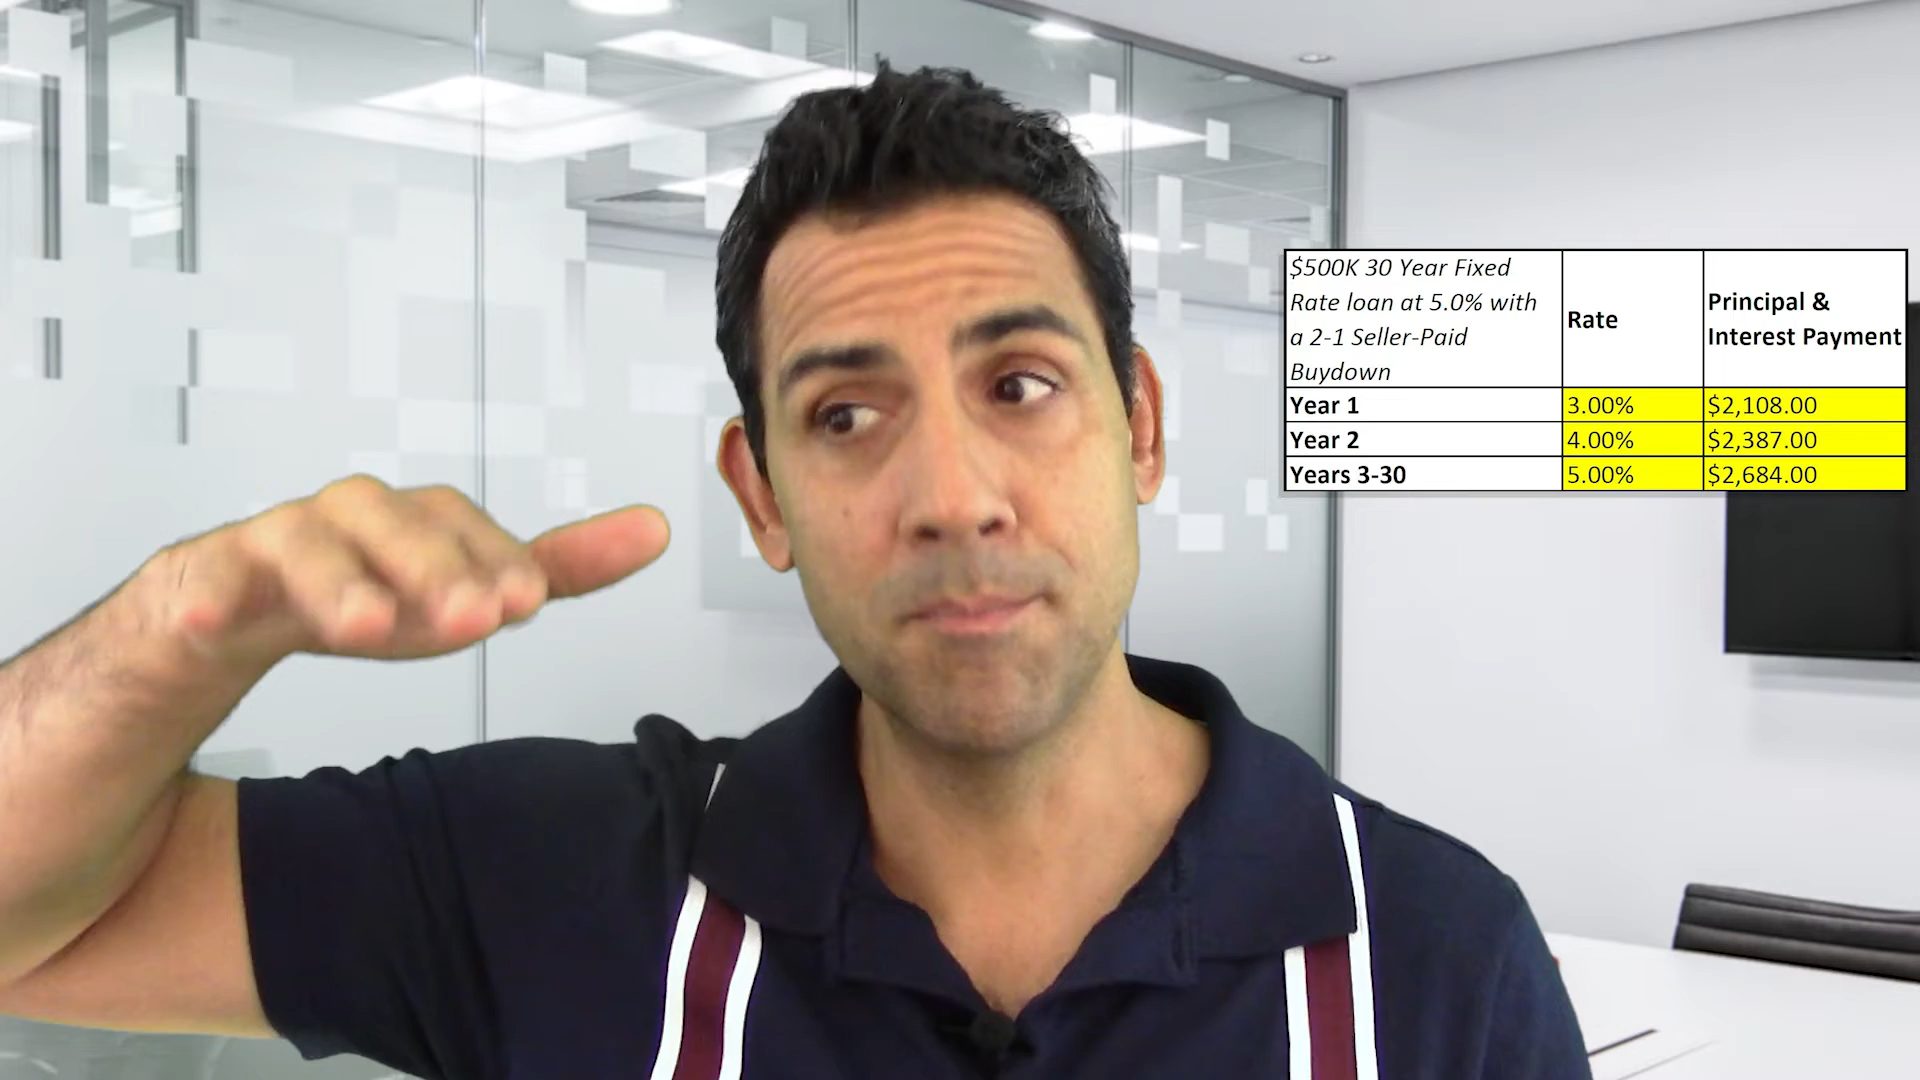 $500K 30 Year Fixed
Rate loan at 5.0% with
a 2-1 Seller-Paid
Buydown
Rate
Principal &
Interest Payment
Year 1 3.00% $2,108.00
Year 2 4.00% $2,387.00
Years 3-30 5.00% $2,684.00